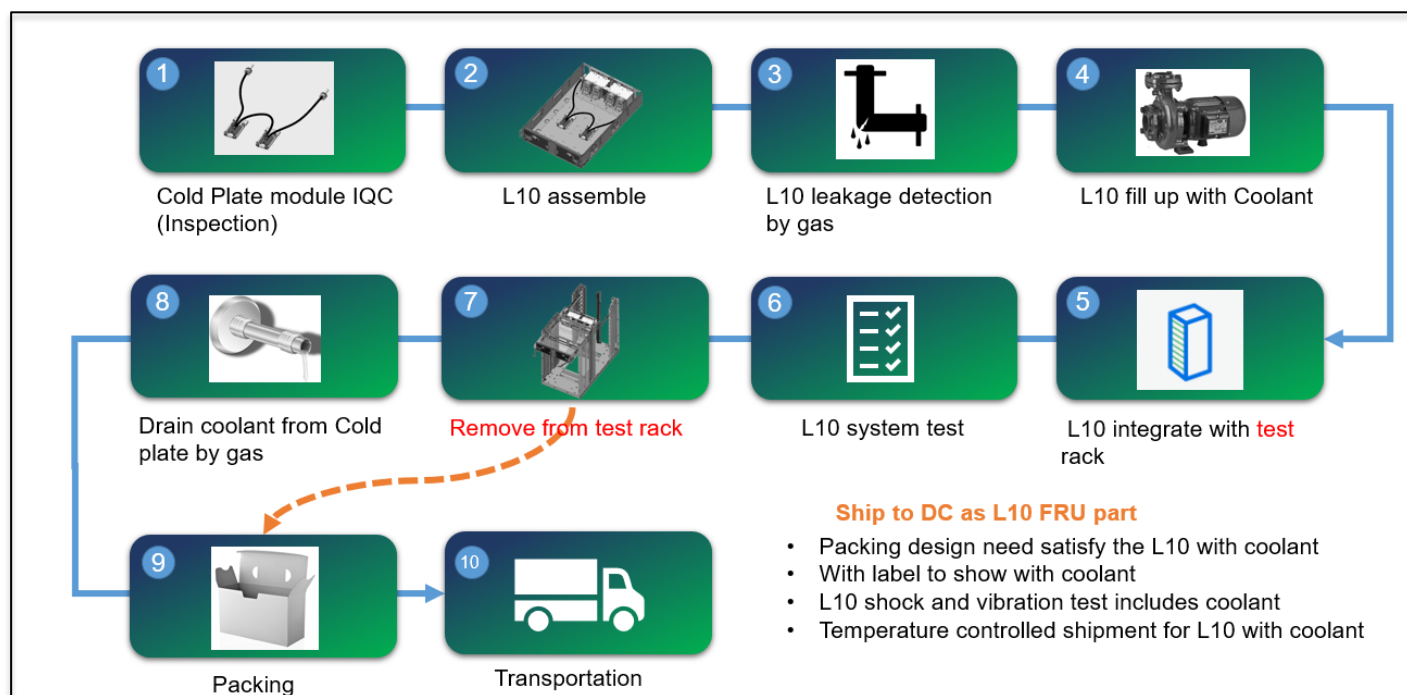 1
Cold Plate module IQC
(Inspection)
2
L10 assemble
3
L10 leakage detection
by gas
4
L10 fill up with Coolant
8
Drain coolant from Cold
plate by gas
7
Remove from test rack
6
L10 system test
5
L10 integrate with test
rack
9
Packing
10
Transportation
Ship to DC as L10 FRU part
• Packing design need satisfy the L10 with coolant
• With label to show with coolant
• L10 shock and vibration test includes coolant
• Temperature controlled shipment for L10 with coolant